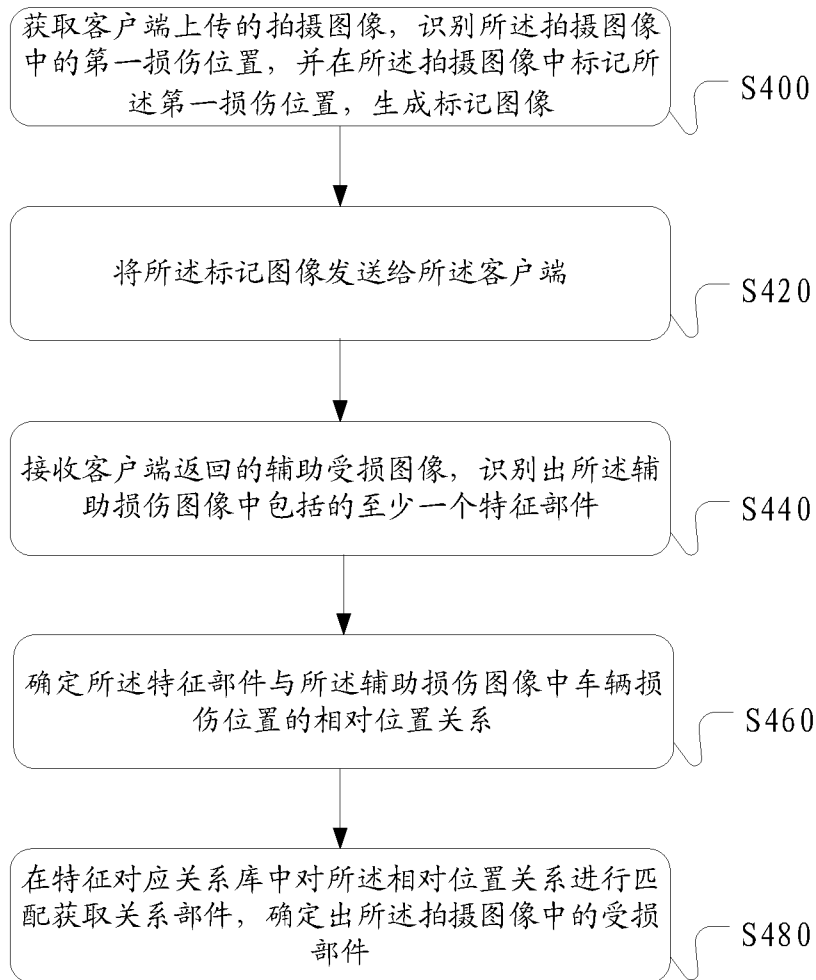 获取客户端上传的拍摄图像，识别所述拍摄图像
中的第一损伤位置，并在所述拍摄图像中标记所
述第一损伤位置，生成标记图像
S400
将所述标记图像发送给所述客户端
S420
接收客户端返回的辅助受损图像，识别出所述辅
助损伤图像中包括的至少一个特征部件
S440
确定所述特征部件与所述辅助损伤图像中车辆损
伤位置的相对位置关系
S460
在特征对应关系库中对所述相对位置关系进行匹
配获取关系部件，确定出所述拍摄图像中的受损
部件
S480